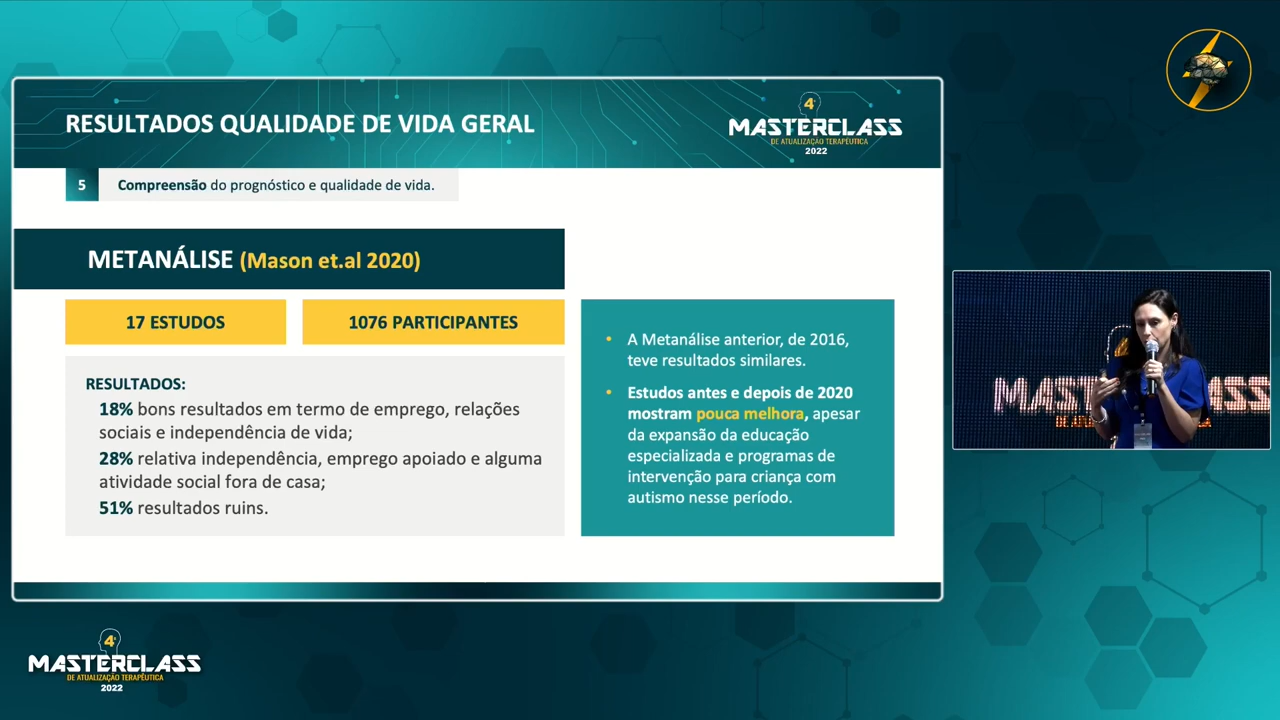 RESULTADOS QUALIDADE DE VIDA GERAL
4ª
MASTERCLASS
DE ATUALIZAÇÃO TERAPÊUTICA
2022
5
Compreensão do prognóstico e qualidade de vida.
METANÁLISE (Mason et.al 2020)
17 ESTUDOS
1076 PARTICIPANTES
RESULTADOS:
18% bons resultados em termo de emprego, relações
sociais e independência de vida;
28% relativa independência, emprego apoiado e alguma
atividade social fora de casa;
51% resultados ruins.
• A Metanálise anterior, de 2016,
teve resultados similares.
• Estudos antes e depois de 2020
mostram pouca melhora, apesar
da expansão da educação
especializada e programas de
intervenção para criança com
autismo nesse período.
4ª
MASTERCLASS
DE ATUALIZAÇÃO TERAPÊUTICA
2022